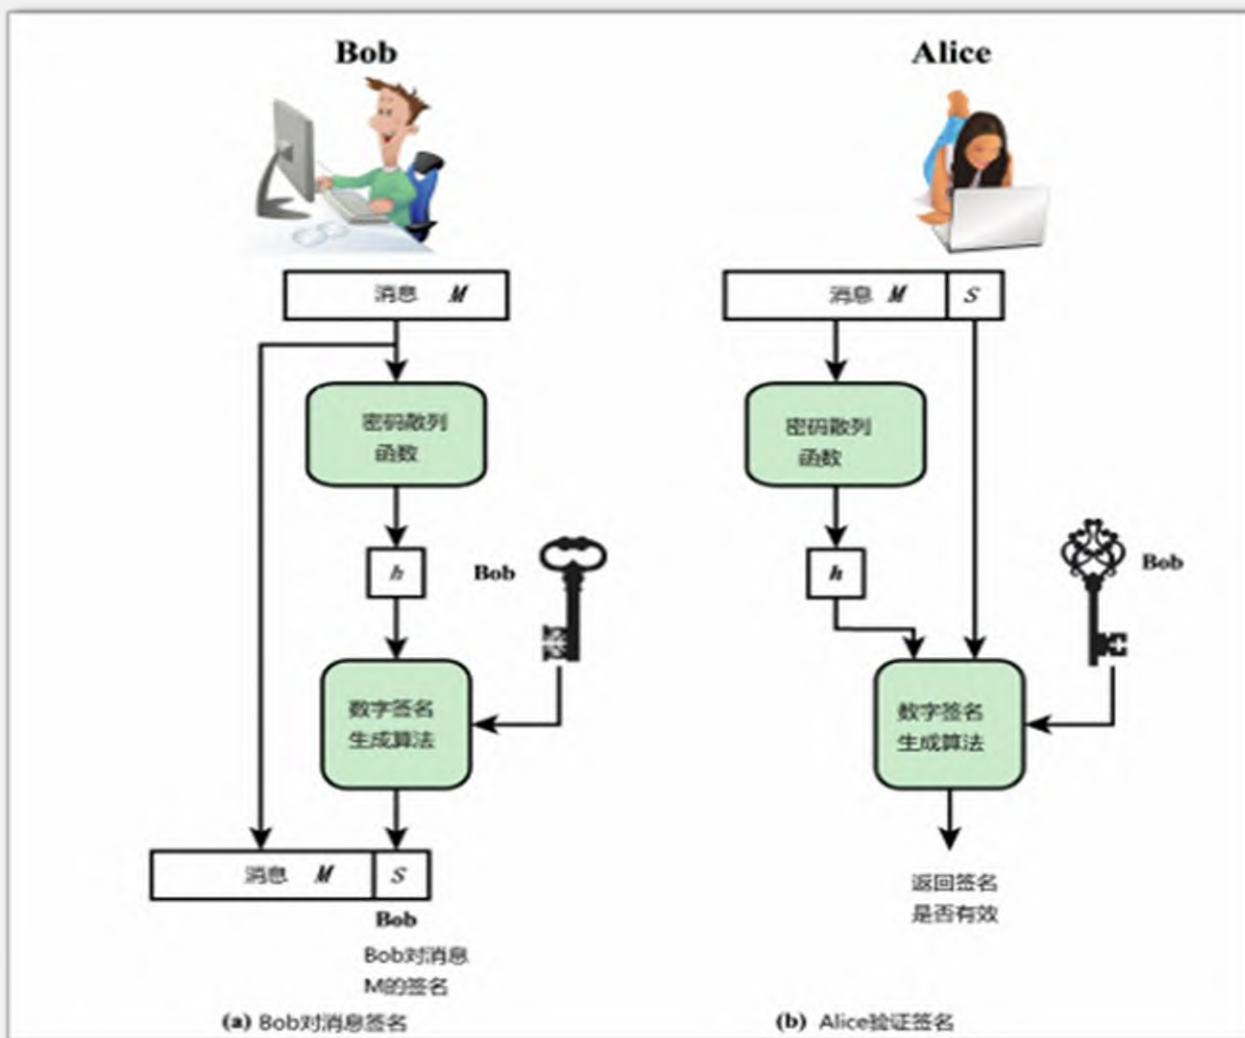 Bob
Alice
消息 M
消息 M S
密码散列
函数
密码散列
函数
h
Bob
h
Bob
数字签名
生成算法
数字签名
生成算法
消息 M S
Bob
Bob对消息
M的签名
返回签名
是否有效
(a) Bob对消息签名
(b) Alice验证签名